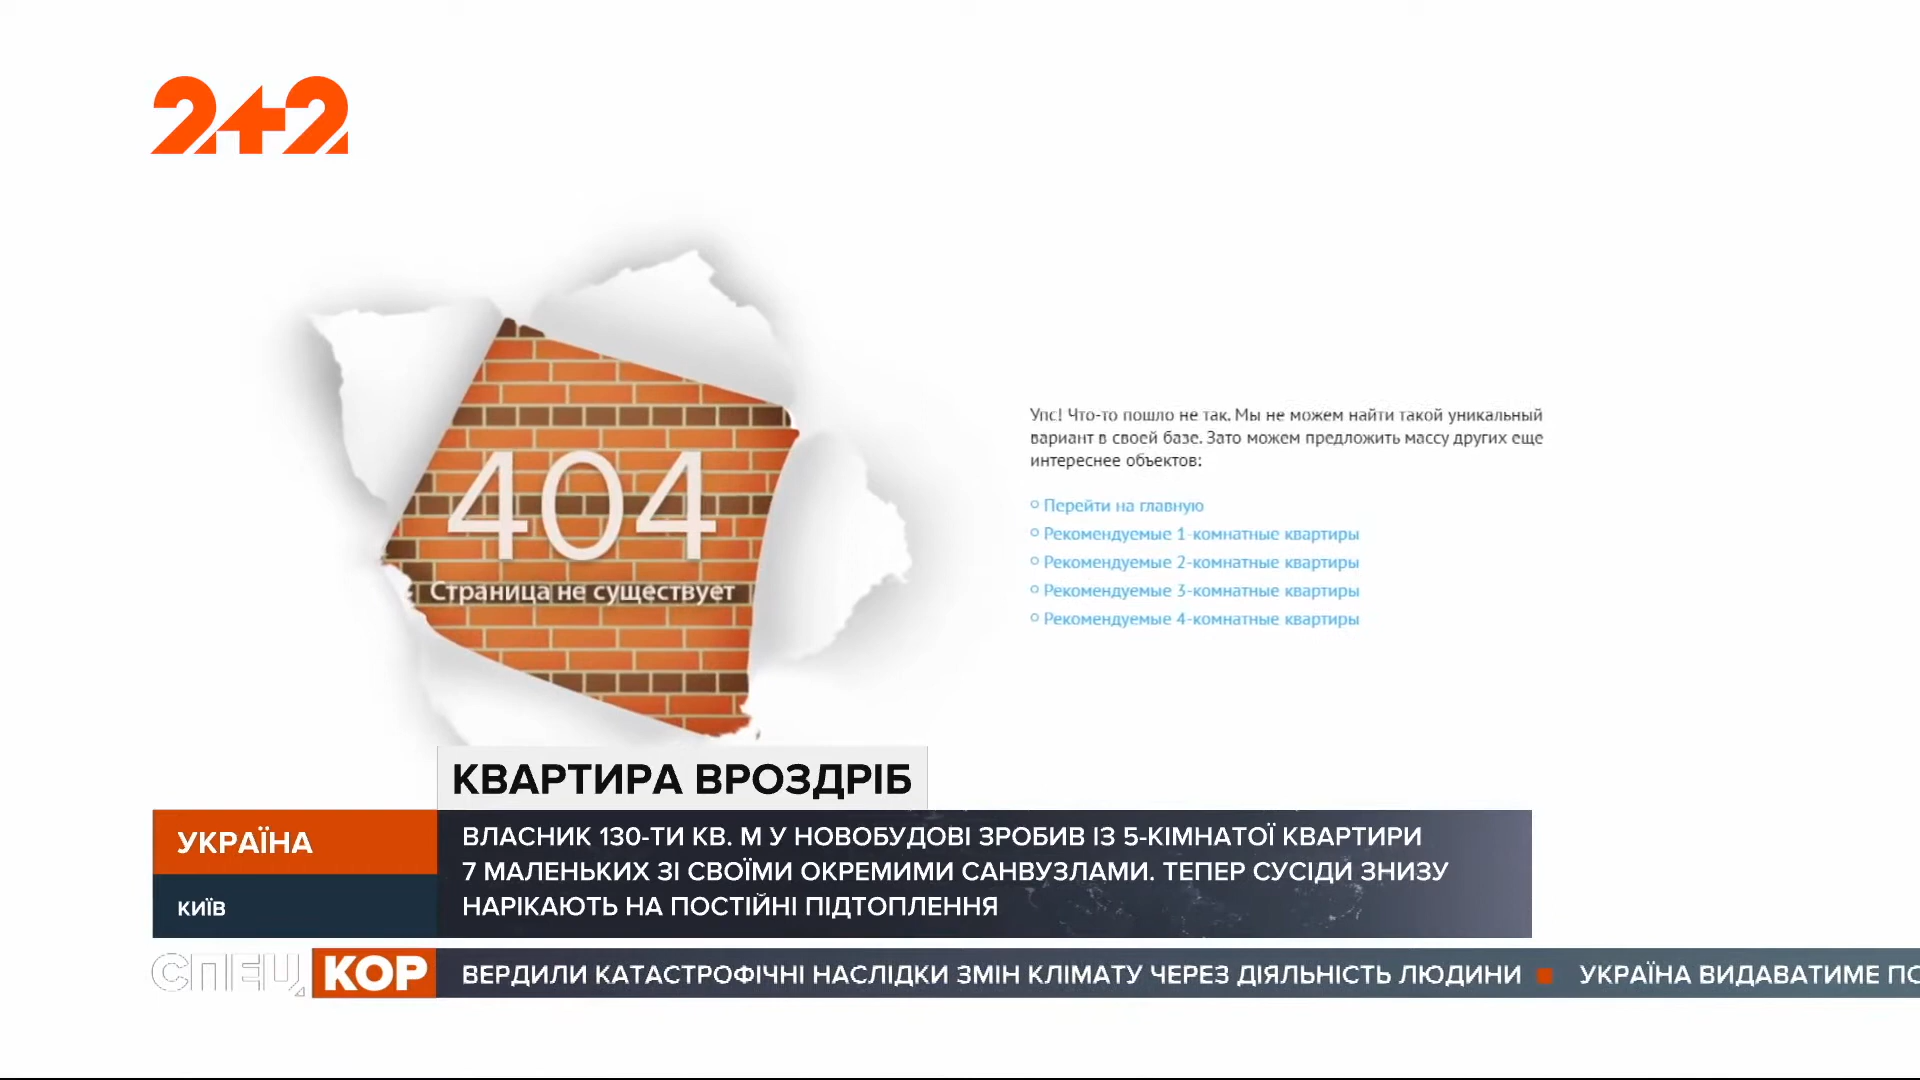 2+2
Упс! Что-то пошло не так. Мы не можем найти такой уникальный
вариант в своей базе. Зато можем предложить массу других еще
интереснее объектов:
404
Страница не существует
Перейти на главную
Рекомендуемые 1-комнатные квартиры
Рекомендуемые 2-комнатные квартиры
Рекомендуемые 3-комнатные квартиры
Рекомендуемые 4-комнатные квартиры
КВАРТИРА ВРОЗДРІБ
УКРАЇНА
КИЇВ
ВЛАСНИК 130-ТИ КВ. М У НОВОБУДОВІ ЗРОБИВ ІЗ 5-КІМНАТОЇ КВАРТИРИ
7 МАЛЕНЬКИХ ЗІ СВОЇМИ ОКРЕМИМИ САНВУЗЛАМИ. ТЕПЕР СУСІДИ ЗНИЗУ
НАРІКАЮТЬ НА ПОСТІЙНІ ПІДТОПЛЕННЯ
СПЕЦКОР
ВЕРДИЛИ КАТАСТРОФІЧНІ НАСЛІДКИ ЗМІН КЛІМАТУ ЧЕРЕЗ ДІЯЛЬНІСТЬ ЛЮДИНИ ■ УКРАЇНА ВИДАВАТИМЕ ПО